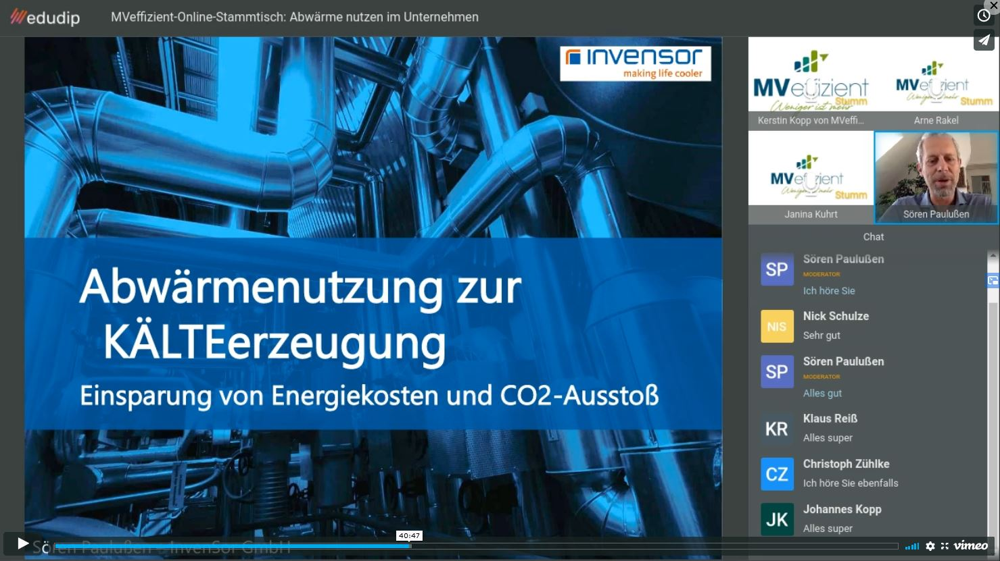 edudip
MVeffizient-Online-Stammtisch: Abwärme nutzen im Unternehmen
invensor
making life cooler
Abwärmenutzung zur
KÄLTEerzeugung
Einsparung von Energiekosten und CO2-Ausstoß
Sören Paulußen - InvenSor GmbH
40:47
vimeo
MVeffizient
Weniger ist mehr
Stumm
Kerstin Kopp von MVeffi...
MVeffizient
Weniger ist mehr
Stumm
Arne Rakel
MVeffizient
Weniger ist mehr
Stumm
Janina Kuhrt
Sören Paulußen
Chat
SP
Sören Paulußen
MODERATOR
Ich höre Sie
NIS
Nick Schulze
Sehr gut
SP
Sören Paulußen
MODERATOR
Alles gut
KR
Klaus Reiß
Alles super
CZ
Christoph Zühlke
Ich höre Sie ebenfalls
JK
Johannes Kopp
Alles super